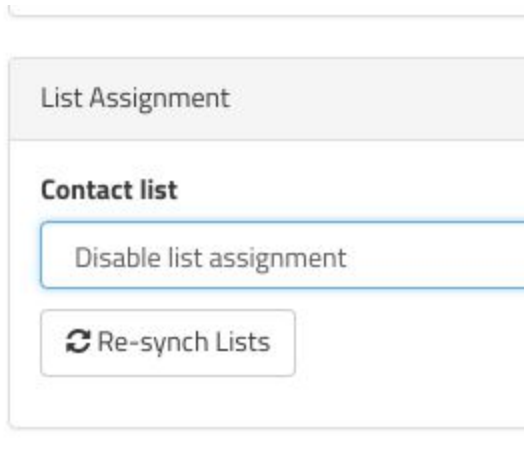 List Assignment
Contact list
Disable list assignment
Re-synch Lists